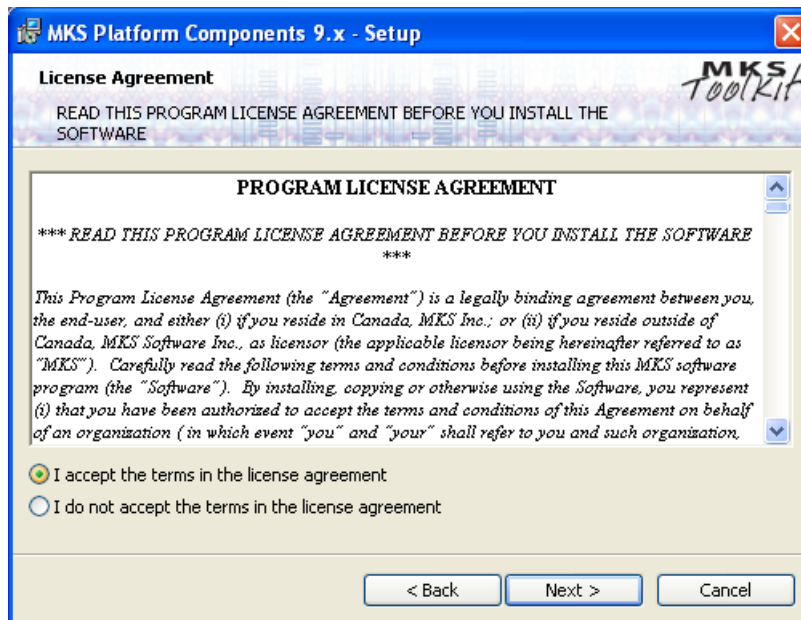 MKS Platform Components 9.x - Setup
License Agreement
MKS
Toolkit
READ THIS PROGRAM LICENSE AGREEMENT BEFORE YOU INSTALL THE
SOFTWARE
PROGRAM LICENSE AGREEMENT
*** READ THIS PROGRAM LICENSE AGREEMENT BEFORE YOU INSTALL THE SOFTWARE
***
This Program License Agreement (the "Agreement") is a legally binding agreement between you,
the end-user, and either (i) if you reside in Canada, MKS Inc.; or (ii) if you reside outside of
Canada, MKS Software Inc., as licensor (the applicable licensor being hereinafter referred to as
"MKS"). Carefully read the following terms and conditions before installing this MKS software
program (the "Software"). By installing, copying or otherwise using the Software, you represent
(i) that you have been authorized to accept the terms and conditions of this Agreement on behalf
of an organization ( in which event "you" and "your" shall refer to you and such organization,
I accept the terms in the license agreement
I do not accept the terms in the license agreement
< Back
Next >
Cancel